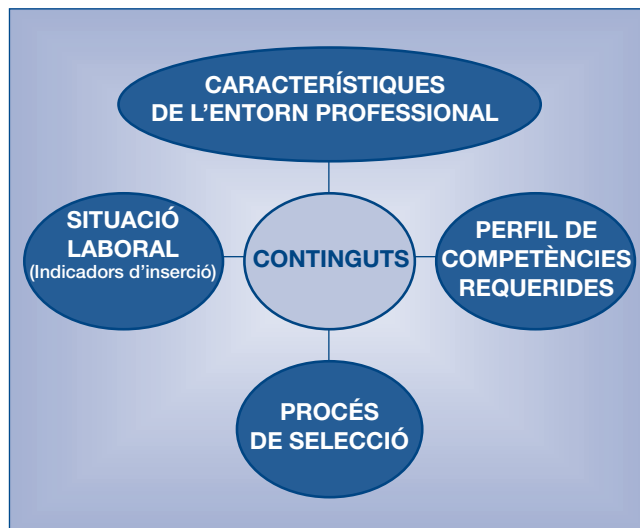 CARACTERÍSTIQUES
DE L’ENTORN PROFESSIONAL
SITUACIÓ
LABORAL
(Indicadors d’inserció)
CONTINGUTS
PERFIL DE
COMPETÈNCIES
REQUERIDES
PROCÉS
DE SELECCIÓ